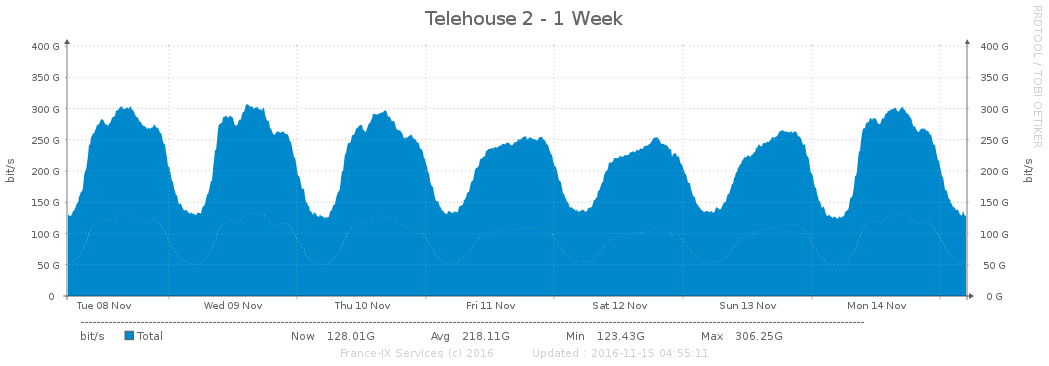 Telehouse 2 - 1 Week
RRDTOOL / TOBI OETIKER
400 G 400 G
350 G 350 G
300 G 300 G
250 G 250 G
200 G 200 G
150 G 150 G
100 G 100 G
50 G 50 G
0 0 G
bit/s bit/s
Tue 08 Nov Wed 09 Nov Thu 10 Nov Fri 11 Nov Sat 12 Nov Sun 13 Nov Mon 14 Nov
bit/s Total Now 128.01G Avg 218.11G Min 123.43G Max 306.25G
France-IX Services (c) 2016 Updated : 2016-11-15 04:55:11